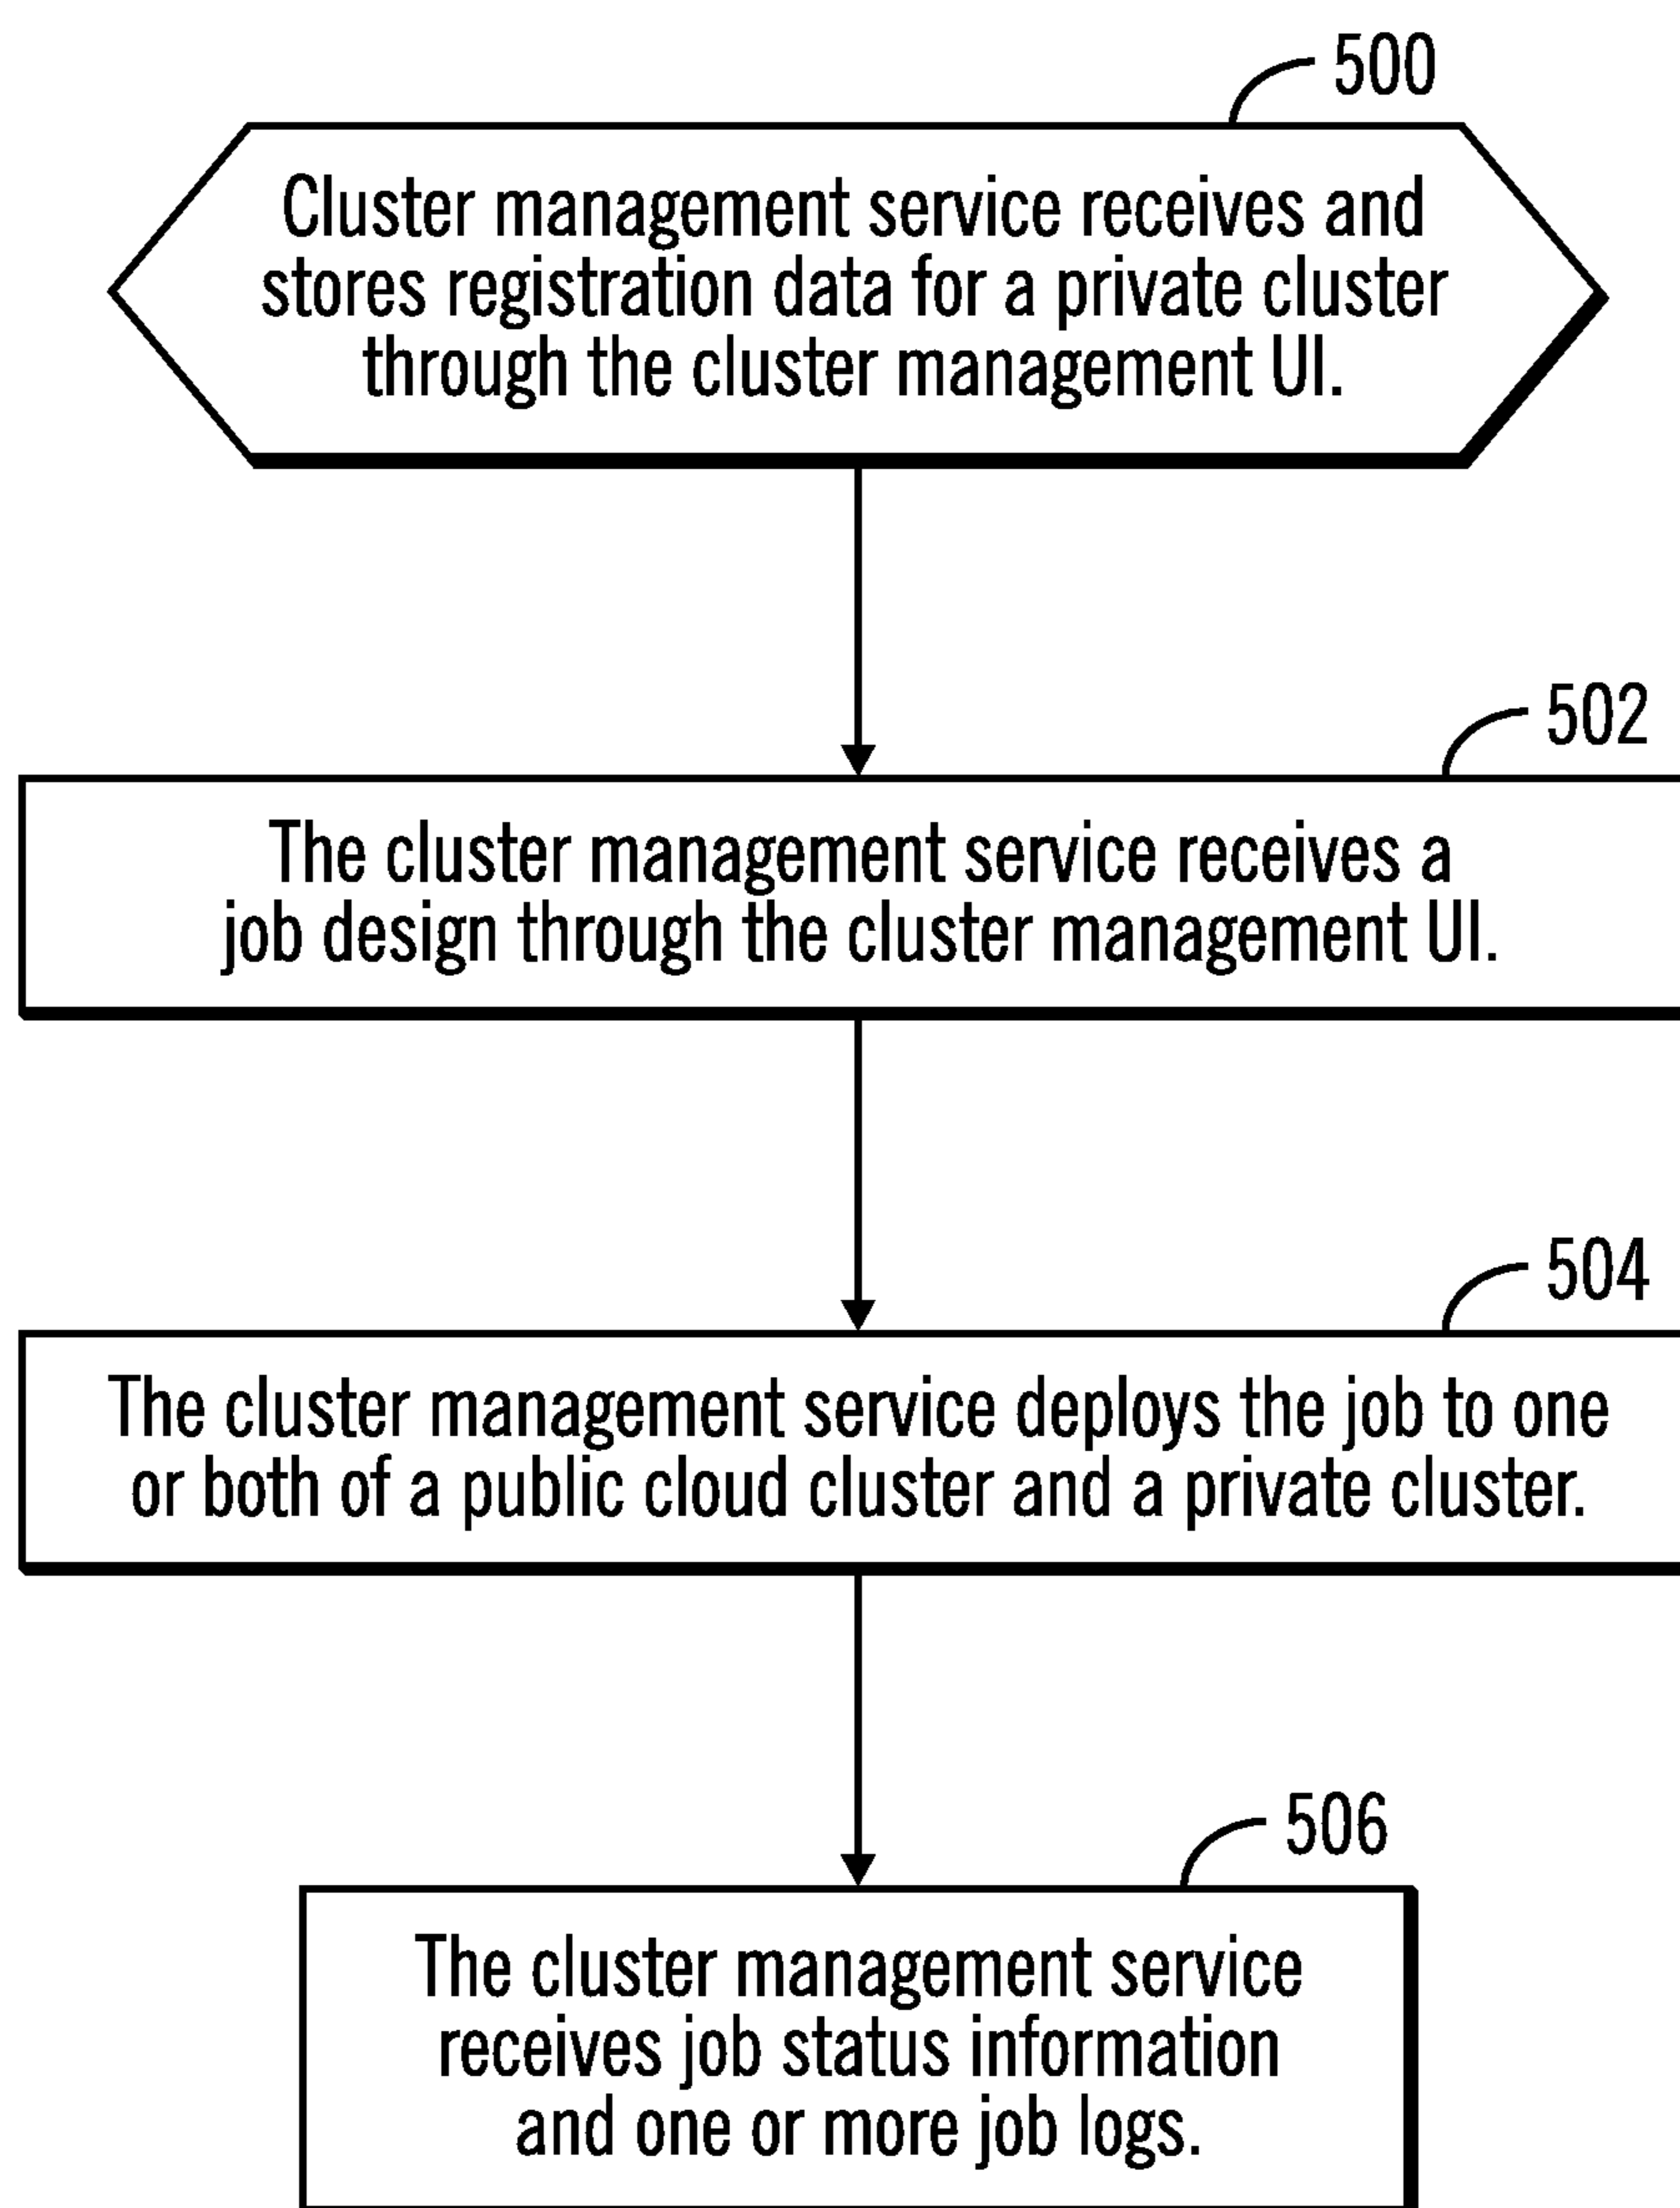 500
Cluster management service receives and
stores registration data for a private cluster
through the cluster management UI.
502
The cluster management service receives a
job design through the cluster management UI.
504
The cluster management service deploys the job to one
or both of a public cloud cluster and a private cluster.
506
The cluster management service
receives job status information
and one or more job logs.